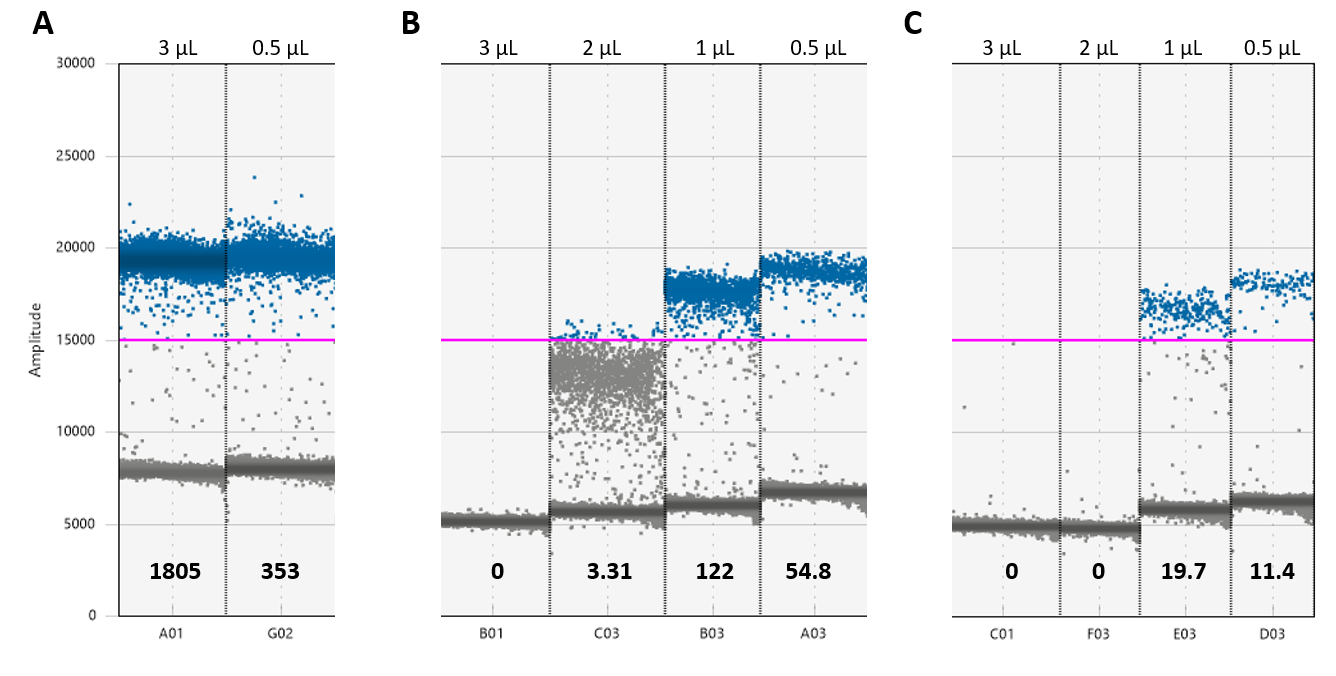 A B C
3 µL 0.5 µL 3 µL 2 µL 1 µL 0.5 µL 3 µL 2 µL 1 µL 0.5 µL
30000
25000
20000
15000
10000
5000
0
Amplitude
1805 353 0 3.31 122 54.8 0 0 19.7 11.4
A01 G02 B01 C03 B03 A03 C01 F03 E03 D03